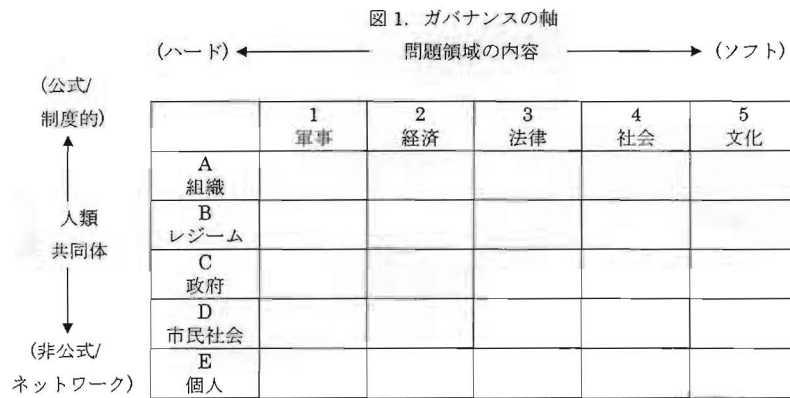 図 1. ガバナンスの軸
(ハード) 問題領域の内容 (ソフト)
(公式/
制度的)
人類
共同体
(非公式/
ネットワーク)
1 2 3 4 5
軍事 経済 法律 社会 文化
A
組織
B
レジーム
C
政府
D
市民社会
E
個人